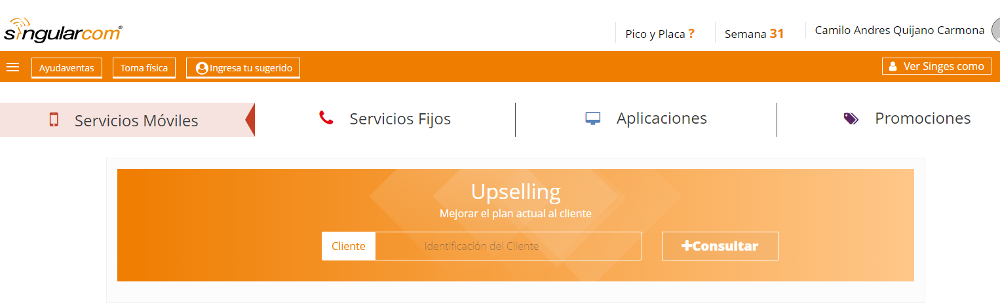 singularcom®
Pico y Placa ?
Semana 31
Camilo Andres Quijano Carmona
Ayudaventas
Toma física
Ingresa tu sugerido
Ver Singes como
Servicios Móviles
Servicios Fijos
Aplicaciones
Promociones
Upselling
Mejorar el plan actual al cliente
Cliente
Identificación del Cliente
+Consultar